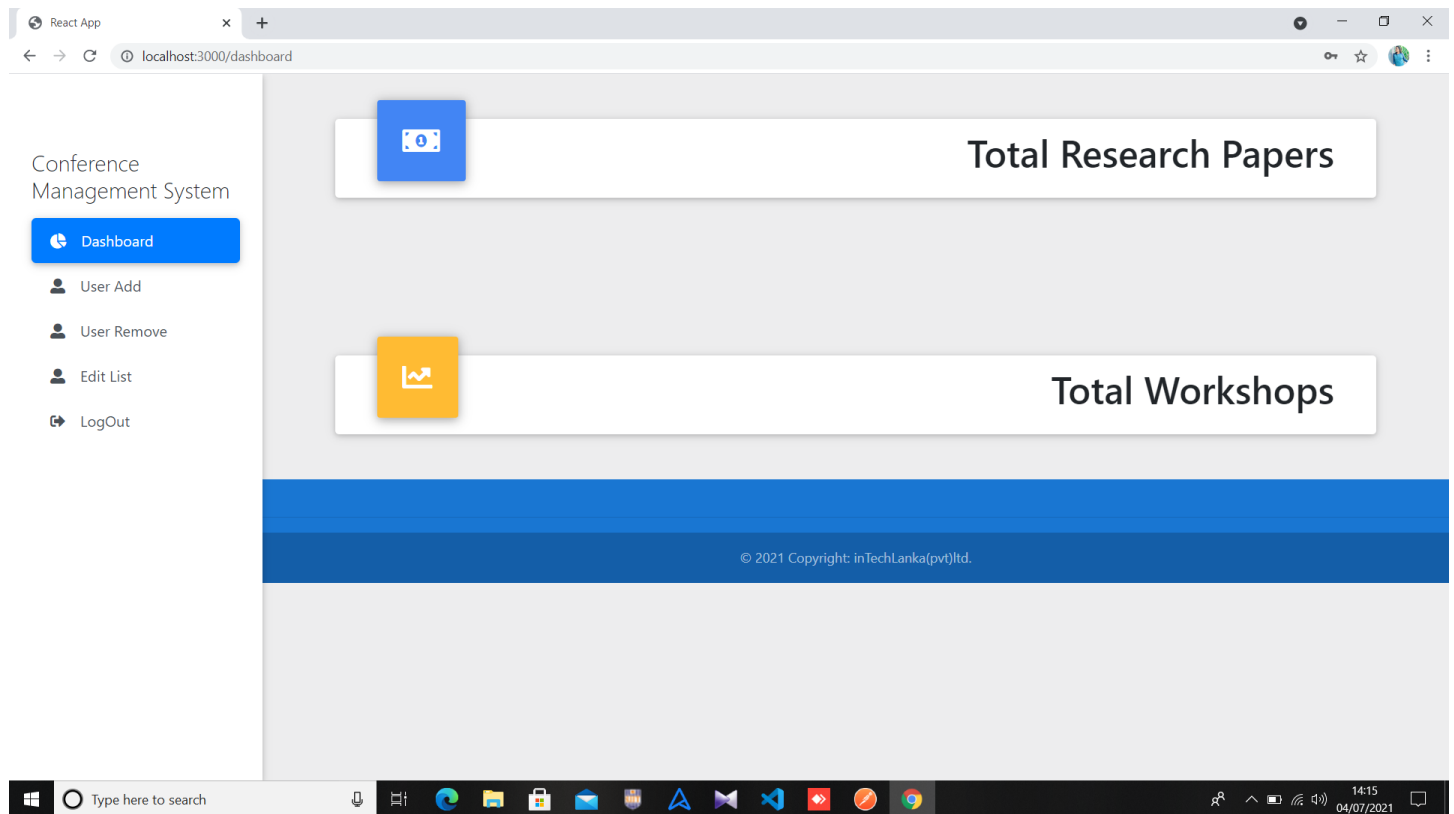 React App
localhost:3000/dashboard
Conference
Management System
Dashboard
User Add
User Remove
Edit List
LogOut
1
Total Research Papers
Total Workshops
© 2021 Copyright: inTechLanka(pvt)ltd.
Type here to search
14:15
04/07/2021